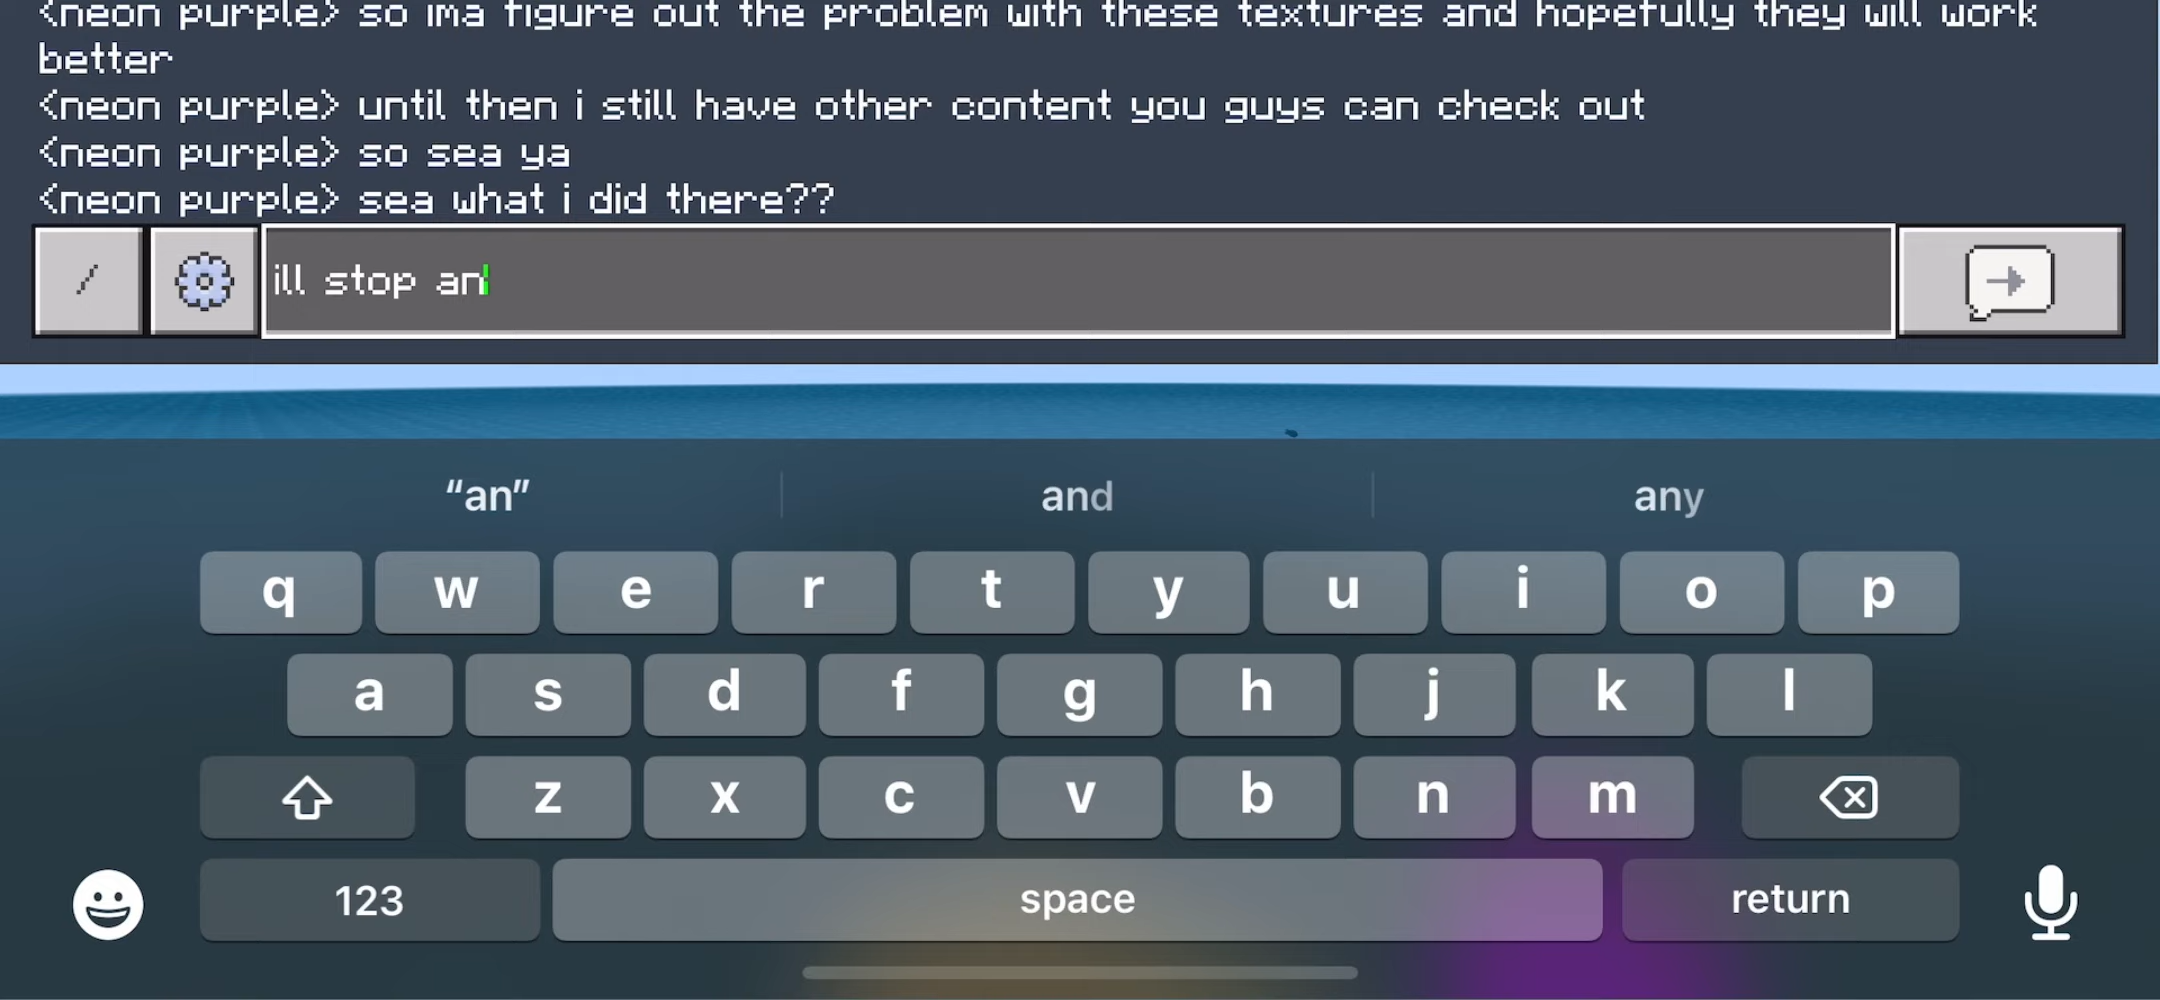 <neon purple> so ima figure out the problem with these textures and hopefully they will work
better
<neon purple> until then i still have other content you guys can check out
<neon purple> so sea ya
<neon purple> sea what i did there??
/
ill stop an
“an” and any
q w e r t y u i o p
a s d f g h j k l
z x c v b n m
123 space return